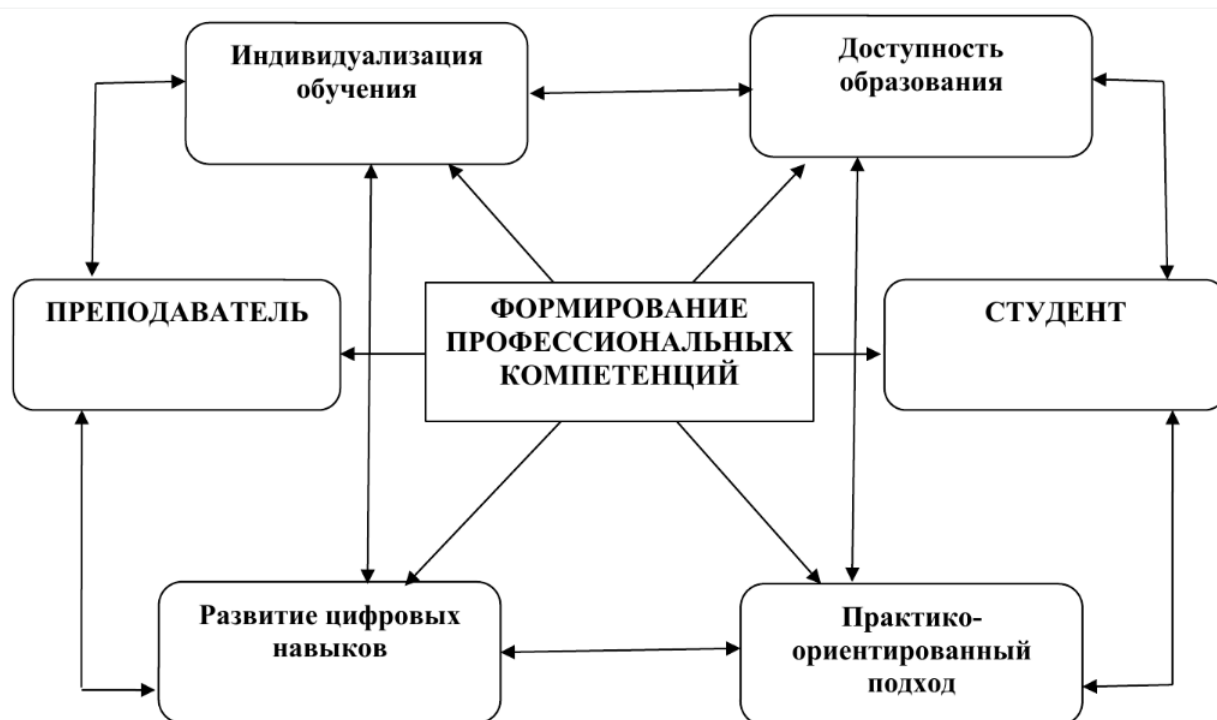 Индивидуализация
обучения
Доступность
образования
ПРЕПОДАВАТЕЛЬ
ФОРМИРОВАНИЕ
ПРОФЕССИОНАЛЬНЫХ
КОМПЕТЕНЦИЙ
СТУДЕНТ
Развитие цифровых
навыков
Практико-
ориентированный
подход